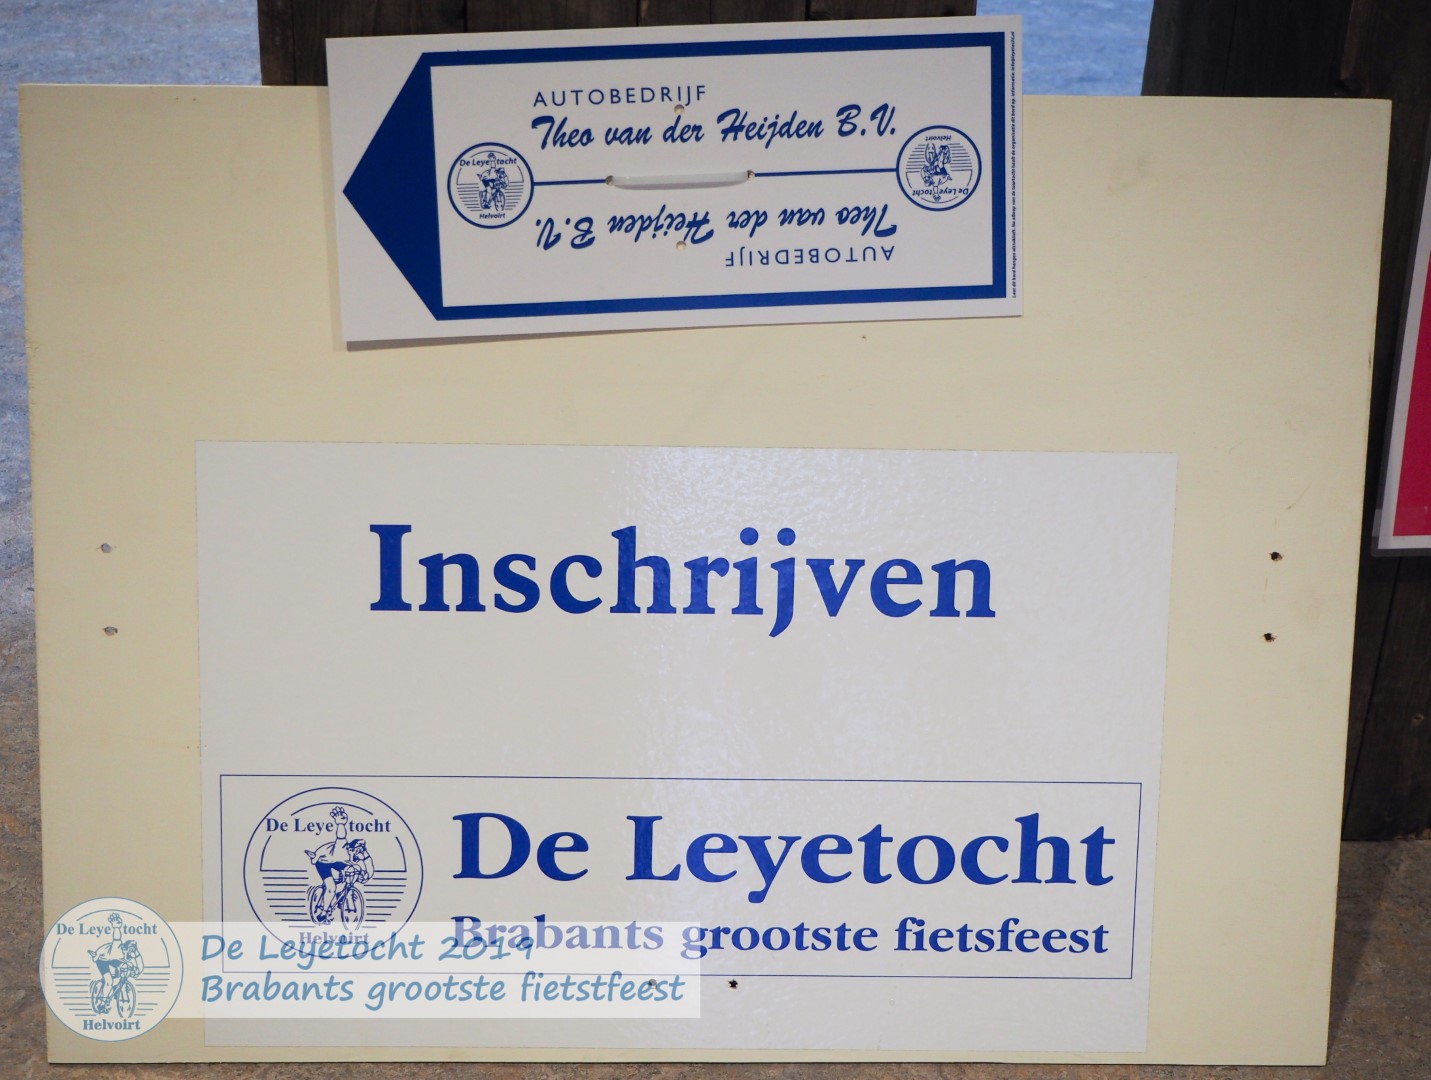 AUTOBEDRIJF
Theo van der Heijden B.V.
De Leyetocht
Helvoirt
De Leyetocht
Helvoirt
Theo van der Heijden B.V.
AUTOBEDRIJF
Inschrijven
De Leyetocht
Helvoirt
De Leyetocht
Brabants grootste fietsfeest
De Leyetocht
Helvoirt
De Leyetocht 2019
Brabants grootste fietstfeest